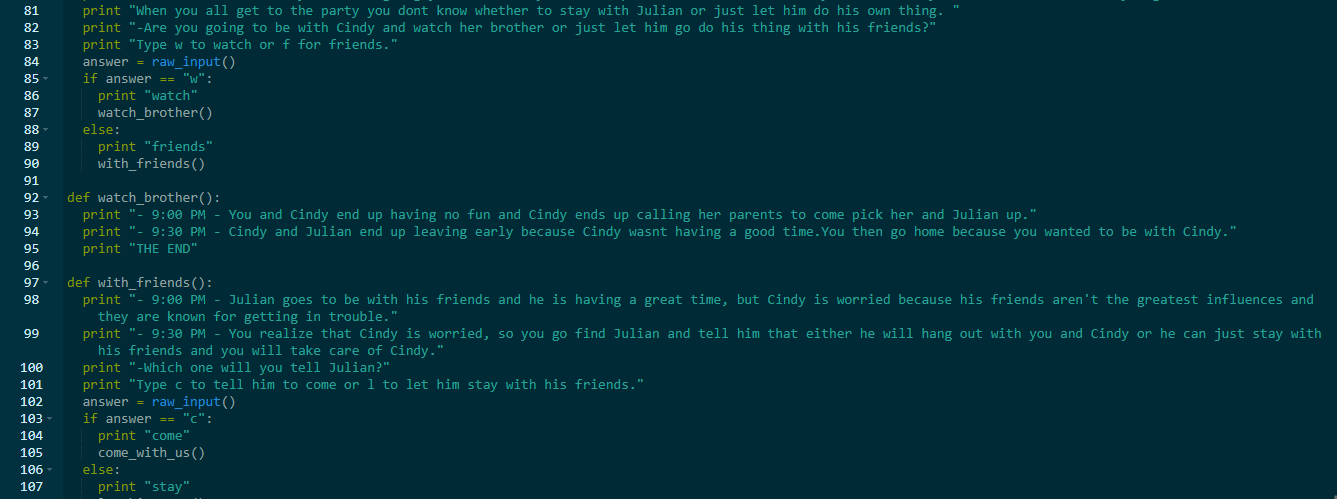 81 print "When you all get to the party you dont know whether to stay with Julian or just let him do his own thing. "
82 print "-Are you going to be with Cindy and watch her brother or just let him go do his thing with his friends?"
83 print "Type w to watch or f for friends."
84 answer = raw_input()
85 if answer == "w":
86 print "watch"
87 watch_brother()
88 else:
89 print "friends"
90 with_friends()
91
92 def watch_brother():
93 print "- 9:00 PM - You and Cindy end up having no fun and Cindy ends up calling her parents to come pick her and Julian up."
94 print "- 9:30 PM - Cindy and Julian end up leaving early because Cindy wasnt having a good time.You then go home because you wanted to be with Cindy."
95 print "THE END"
96
97 def with_friends():
98 print "- 9:00 PM - Julian goes to be with his friends and he is having a great time, but Cindy is worried because his friends aren't the greatest influences and
they are known for getting in trouble."
99 print "- 9:30 PM - You realize that Cindy is worried, so you go find Julian and tell him that either he will hang out with you and Cindy or he can just stay with
his friends and you will take care of Cindy."
100 print "-Which one will you tell Julian?"
101 print "Type c to tell him to come or l to let him stay with his friends."
102 answer = raw_input()
103 if answer == "c":
104 print "come"
105 come_with_us()
106 else:
107 print "stay"